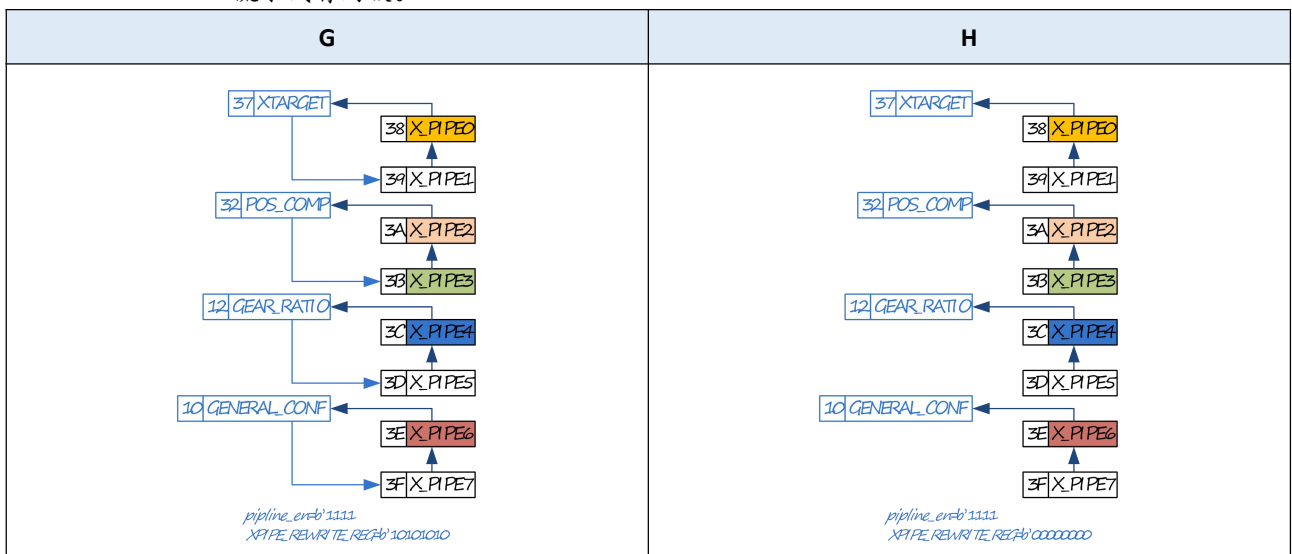 G
H
37 XTARGET
38 X_PIPE0
39 X_PIPE1
32 POS_COMP
3A X_PIPE2
3B X_PIPE3
12 GEAR_RATIO
3C X_PIPE4
3D X_PIPE5
10 GENERAL_CONF
3E X_PIPE6
3F X_PIPE7
pipline_en=b'1111
XPIPE_REWRITE_REG=b'10101010
37 XTARGET
38 X_PIPE0
39 X_PIPE1
32 POS_COMP
3A X_PIPE2
3B X_PIPE3
12 GEAR_RATIO
3C X_PIPE4
3D X_PIPE5
10 GENERAL_CONF
3E X_PIPE6
3F X_PIPE7
pipline_en=b'1111
XPIPE_REWRITE_REG=b'00000000